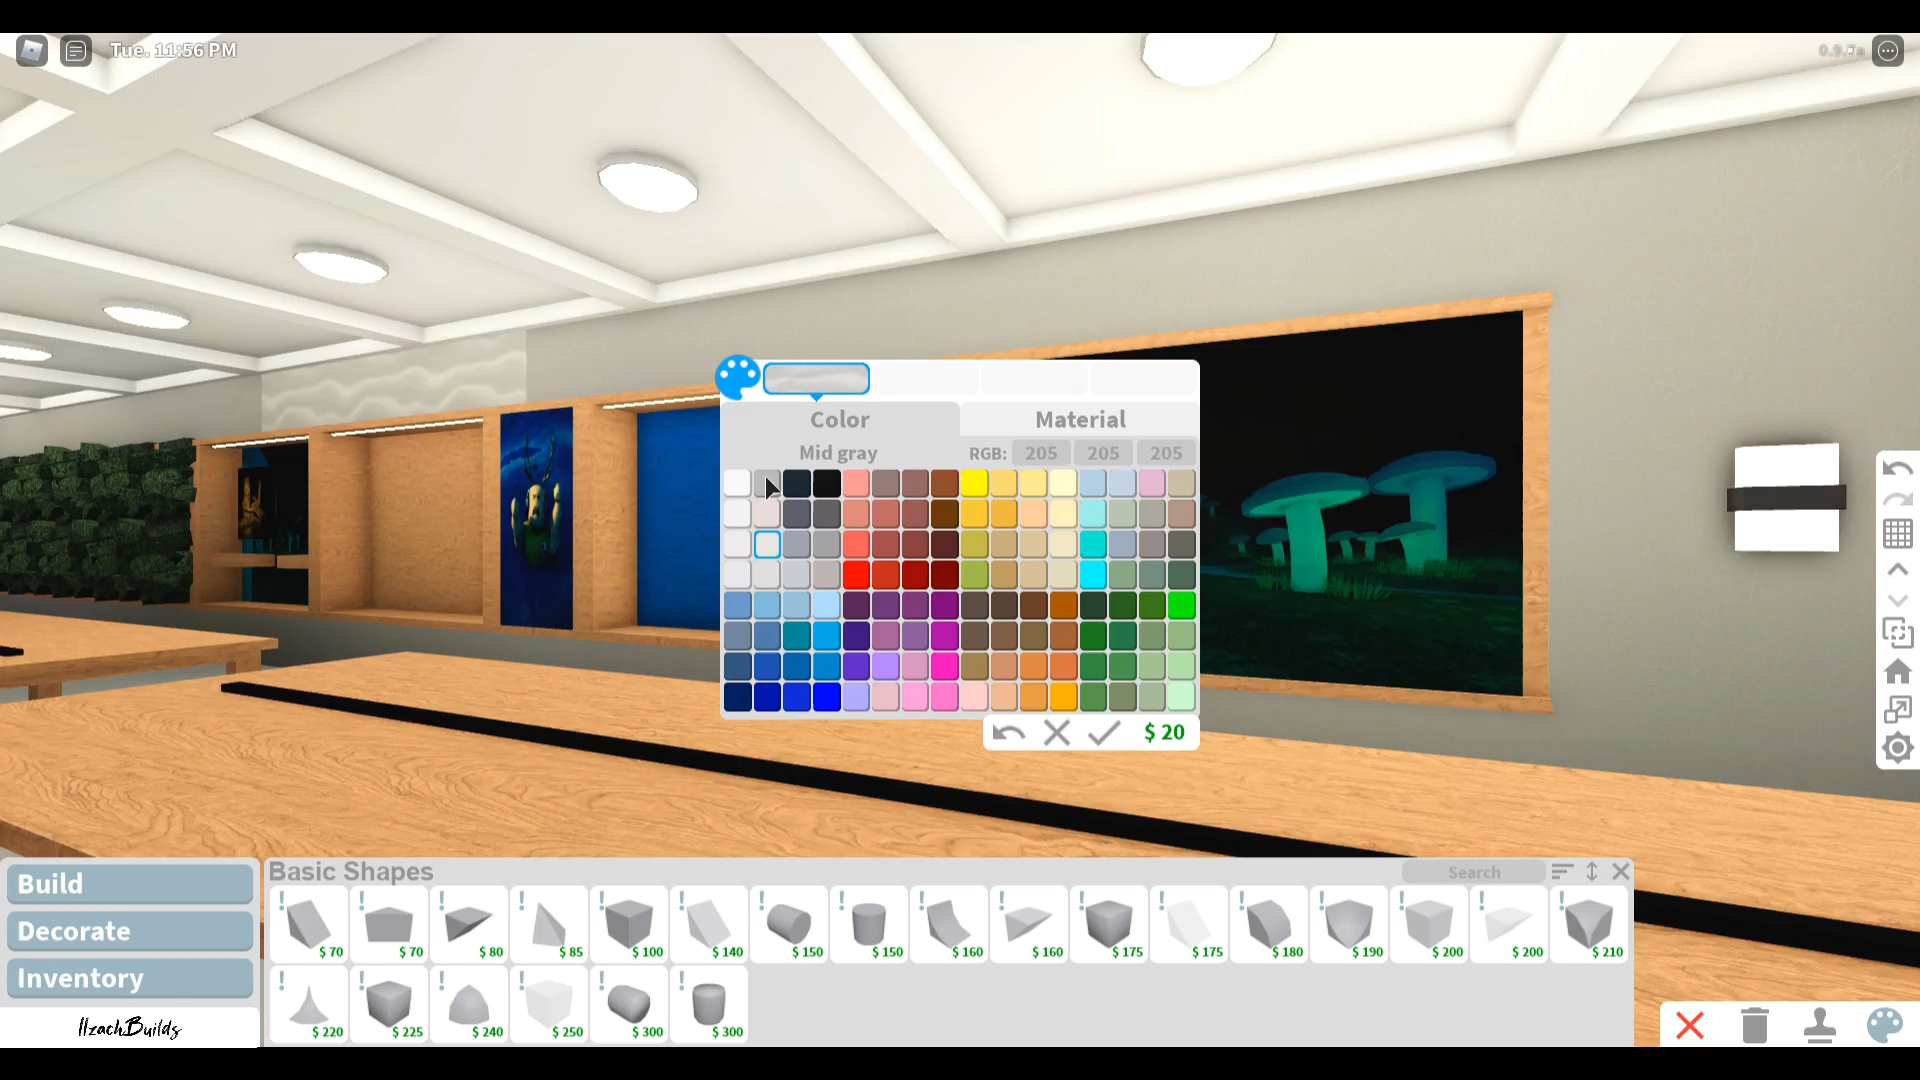 Tue. 11:56 PM
Color
Material
Mid gray
RGB: 205 205 205
$ 20
Build
Decorate
Inventory
IIzachBuilds
Basic Shapes
Search
! ! ! ! ! ! ! ! ! ! ! ! ! ! ! ! !
$ 70 $ 70 $ 80 $ 85 $ 100 $ 140 $ 150 $ 150 $ 160 $ 160 $ 175 $ 175 $ 180 $ 190 $ 200 $ 200 $ 210
! ! ! ! ! !
$ 220 $ 225 $ 240 $ 250 $ 300 $ 300